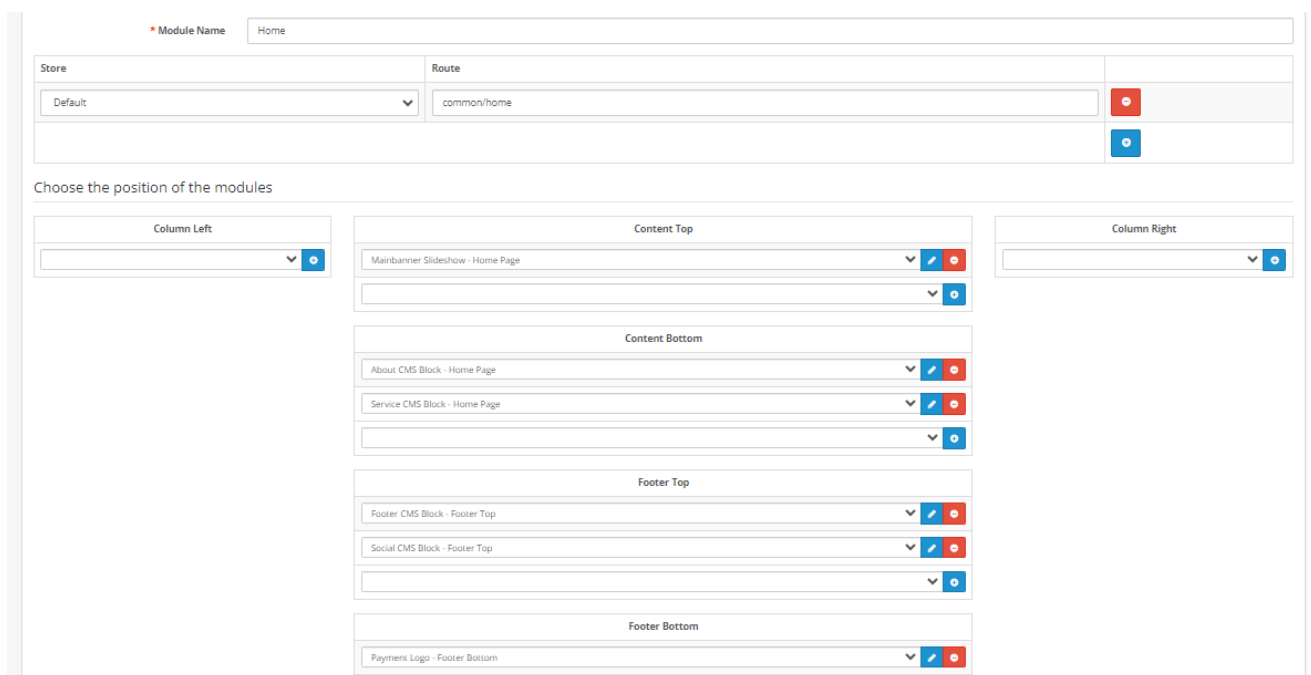 * Module Name
Home
Store
Route
Default
common/home
Choose the position of the modules
Column Left
Content Top
Mainbanner Slideshow - Home Page
Column Right
Content Bottom
About CMS Block - Home Page
Service CMS Block - Home Page
Footer Top
Footer CMS Block - Footer Top
Social CMS Block - Footer Top
Footer Bottom
Payment Logo - Footer Bottom